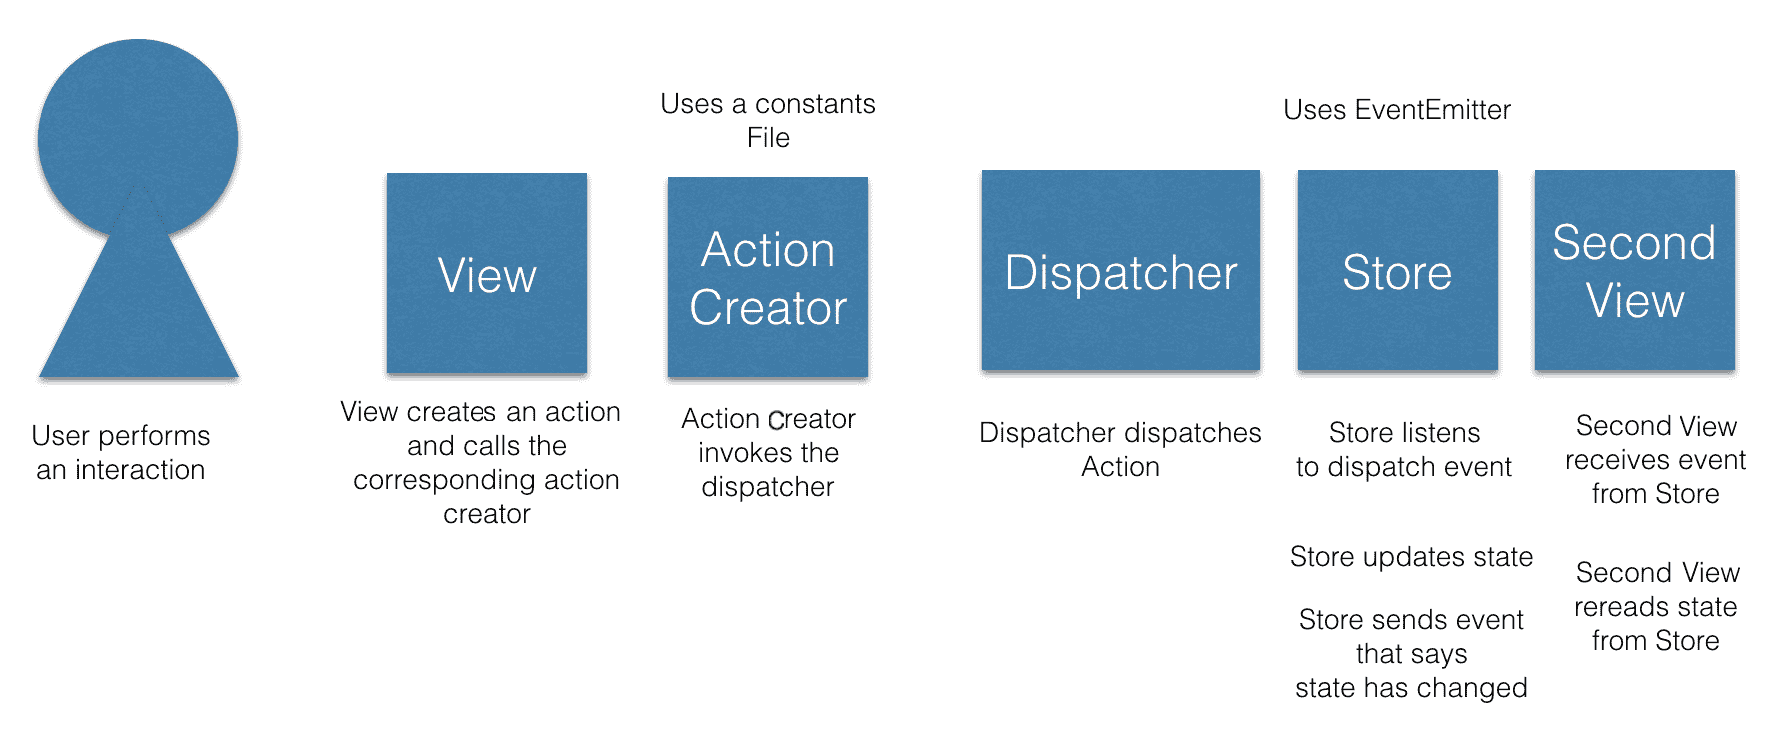 Uses a constants
File
Uses EventEmitter
View
Action
Creator
Dispatcher
Store
Second
View
User performs
an interaction
View creates an action
and calls the
corresponding action
creator
Action Creator
invokes the
dispatcher
Dispatcher dispatches
Action
Store listens
to dispatch event
Store updates state
Store sends event
that says
state has changed
Second View
receives event
from Store
Second View
rereads state
from Store